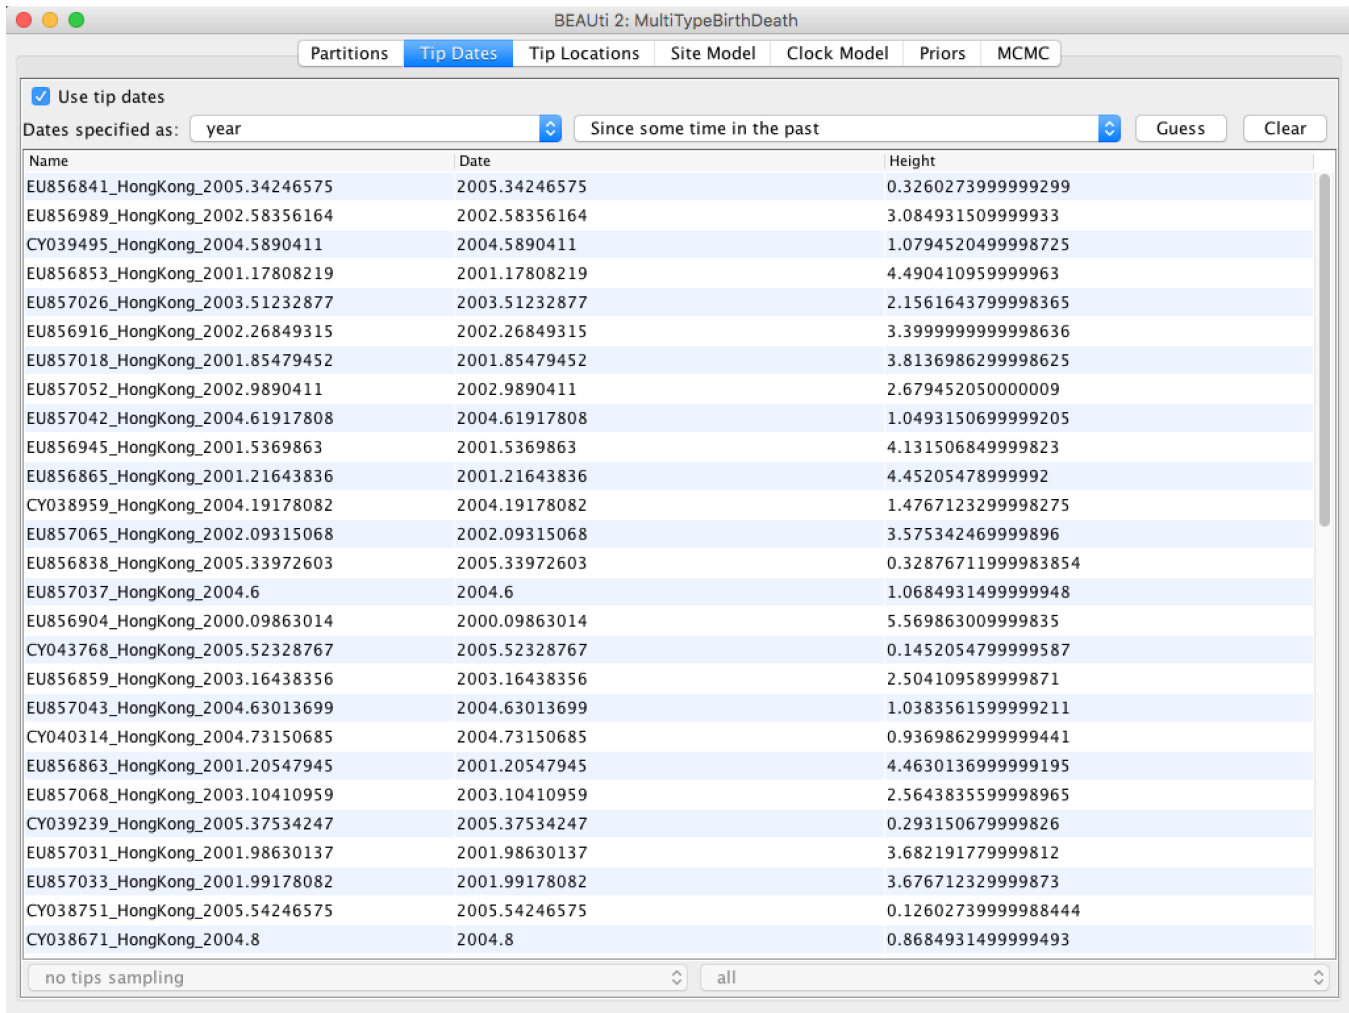 BEAUti 2: MultiTypeBirthDeath
Partitions Tip Dates Tip Locations Site Model Clock Model Priors MCMC
Use tip dates
Dates specified as: year Since some time in the past Guess Clear
Name Date Height
EU856841_HongKong_2005.34246575 2005.34246575 0.3260273999999299
EU856989_HongKong_2002.58356164 2002.58356164 3.084931509999933
CY039495_HongKong_2004.5890411 2004.5890411 1.0794520499998725
EU856853_HongKong_2001.17808219 2001.17808219 4.490410959999963
EU857026_HongKong_2003.51232877 2003.51232877 2.1561643799998365
EU856916_HongKong_2002.26849315 2002.26849315 3.3999999999998636
EU857018_HongKong_2001.85479452 2001.85479452 3.8136986299998625
EU857052_HongKong_2002.9890411 2002.9890411 2.679452050000009
EU857042_HongKong_2004.61917808 2004.61917808 1.0493150699999205
EU856945_HongKong_2001.5369863 2001.5369863 4.131506849999823
EU856865_HongKong_2001.21643836 2001.21643836 4.45205478999992
CY038959_HongKong_2004.19178082 2004.19178082 1.4767123299998275
EU857065_HongKong_2002.09315068 2002.09315068 3.575342469999896
EU856838_HongKong_2005.33972603 2005.33972603 0.32876711999983854
EU857037_HongKong_2004.6 2004.6 1.0684931499999948
EU856904_HongKong_2000.09863014 2000.09863014 5.569863009999835
CY043768_HongKong_2005.52328767 2005.52328767 0.1452054799999587
EU856859_HongKong_2003.16438356 2003.16438356 2.504109589999871
EU857043_HongKong_2004.63013699 2004.63013699 1.0383561599999211
CY040314_HongKong_2004.73150685 2004.73150685 0.9369862999999441
EU856863_HongKong_2001.20547945 2001.20547945 4.4630136999999195
EU857068_HongKong_2003.10410959 2003.10410959 2.5643835599998965
CY039239_HongKong_2005.37534247 2005.37534247 0.293150679999826
EU857031_HongKong_2001.98630137 2001.98630137 3.682191779999812
EU857033_HongKong_2001.99178082 2001.99178082 3.676712329999873
CY038751_HongKong_2005.54246575 2005.54246575 0.12602739999988444
CY038671_HongKong_2004.8 2004.8 0.8684931499999493
no tips sampling all